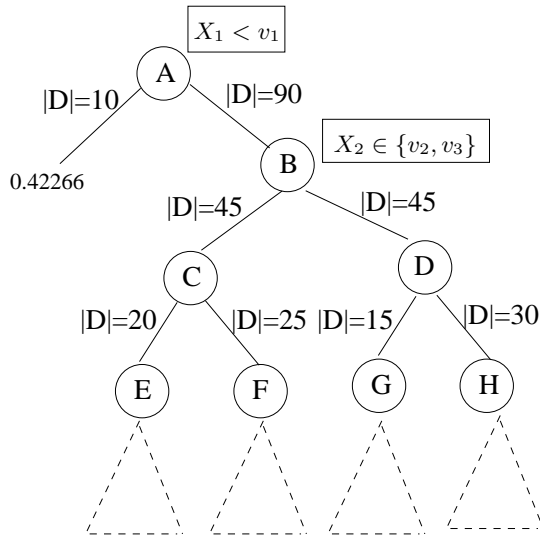 X₁ < v₁
A
|D|=10
|D|=90
X₂ ∈ {v₂, v₃}
B
0.42266
|D|=45
|D|=45
C
D
|D|=20
|D|=25
|D|=15
|D|=30
E
F
G
H